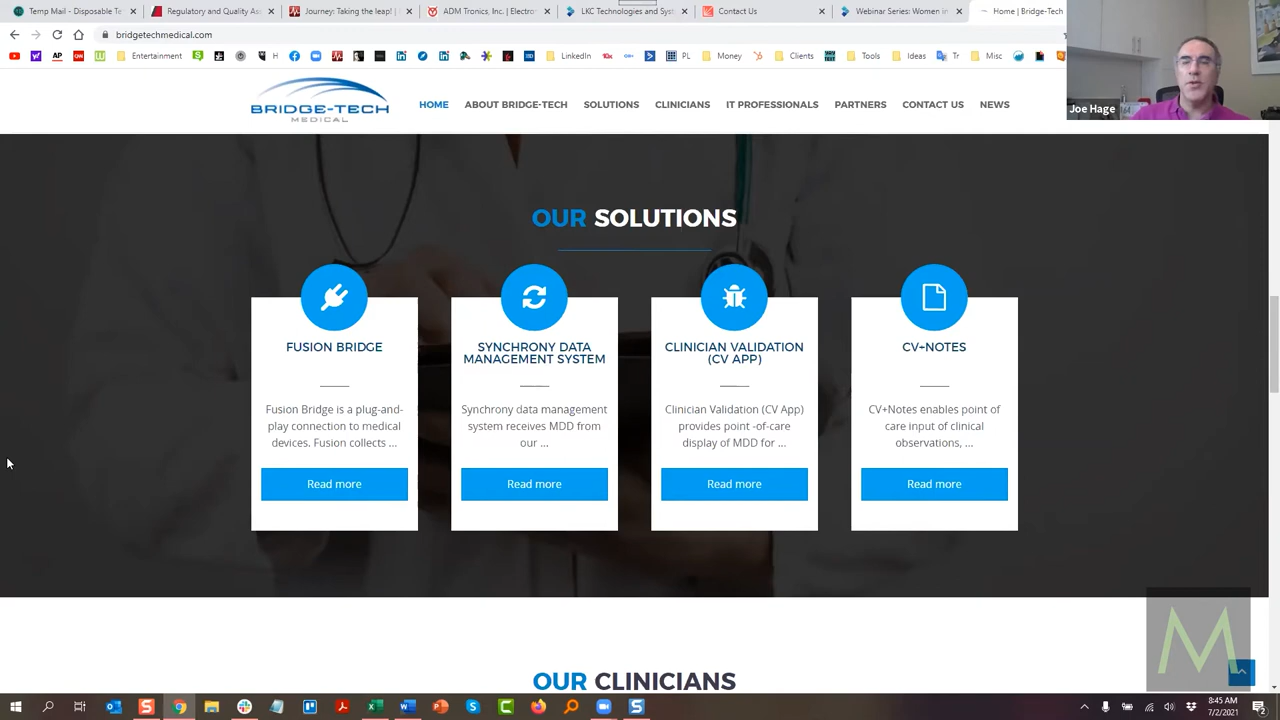 Temp Mail - Disposable Te
Regulatory and Quality As
Journey: Taking the leap! |
ADM Tronics, Inc. | Electron
LKC Technologies and Syst
Contact Us
Webinar Series: Women in
Home | Bridge-Tech
bridgetechmedical.com
Entertainment
H
LinkedIn
PL
Money
Clients
Tools
Ideas
Tr
Misc
Joe Hage
BRIDGE-TECH
MEDICAL
HOME
ABOUT BRIDGE-TECH
SOLUTIONS
CLINICIANS
IT PROFESSIONALS
PARTNERS
CONTACT US
NEWS
OUR SOLUTIONS
FUSION BRIDGE
Fusion Bridge is a plug-and-
play connection to medical
devices. Fusion collects ...
Read more
SYNCHRONY DATA
MANAGEMENT SYSTEM
Synchrony data management
system receives MDD from
our ...
Read more
CLINICIAN VALIDATION
(CV APP)
Clinician Validation (CV App)
provides point -of-care
display of MDD for ...
Read more
CV+NOTES
CV+Notes enables point of
care input of clinical
observations, ...
Read more
M
OUR CLINICIANS
8:45 AM
7/2/2021